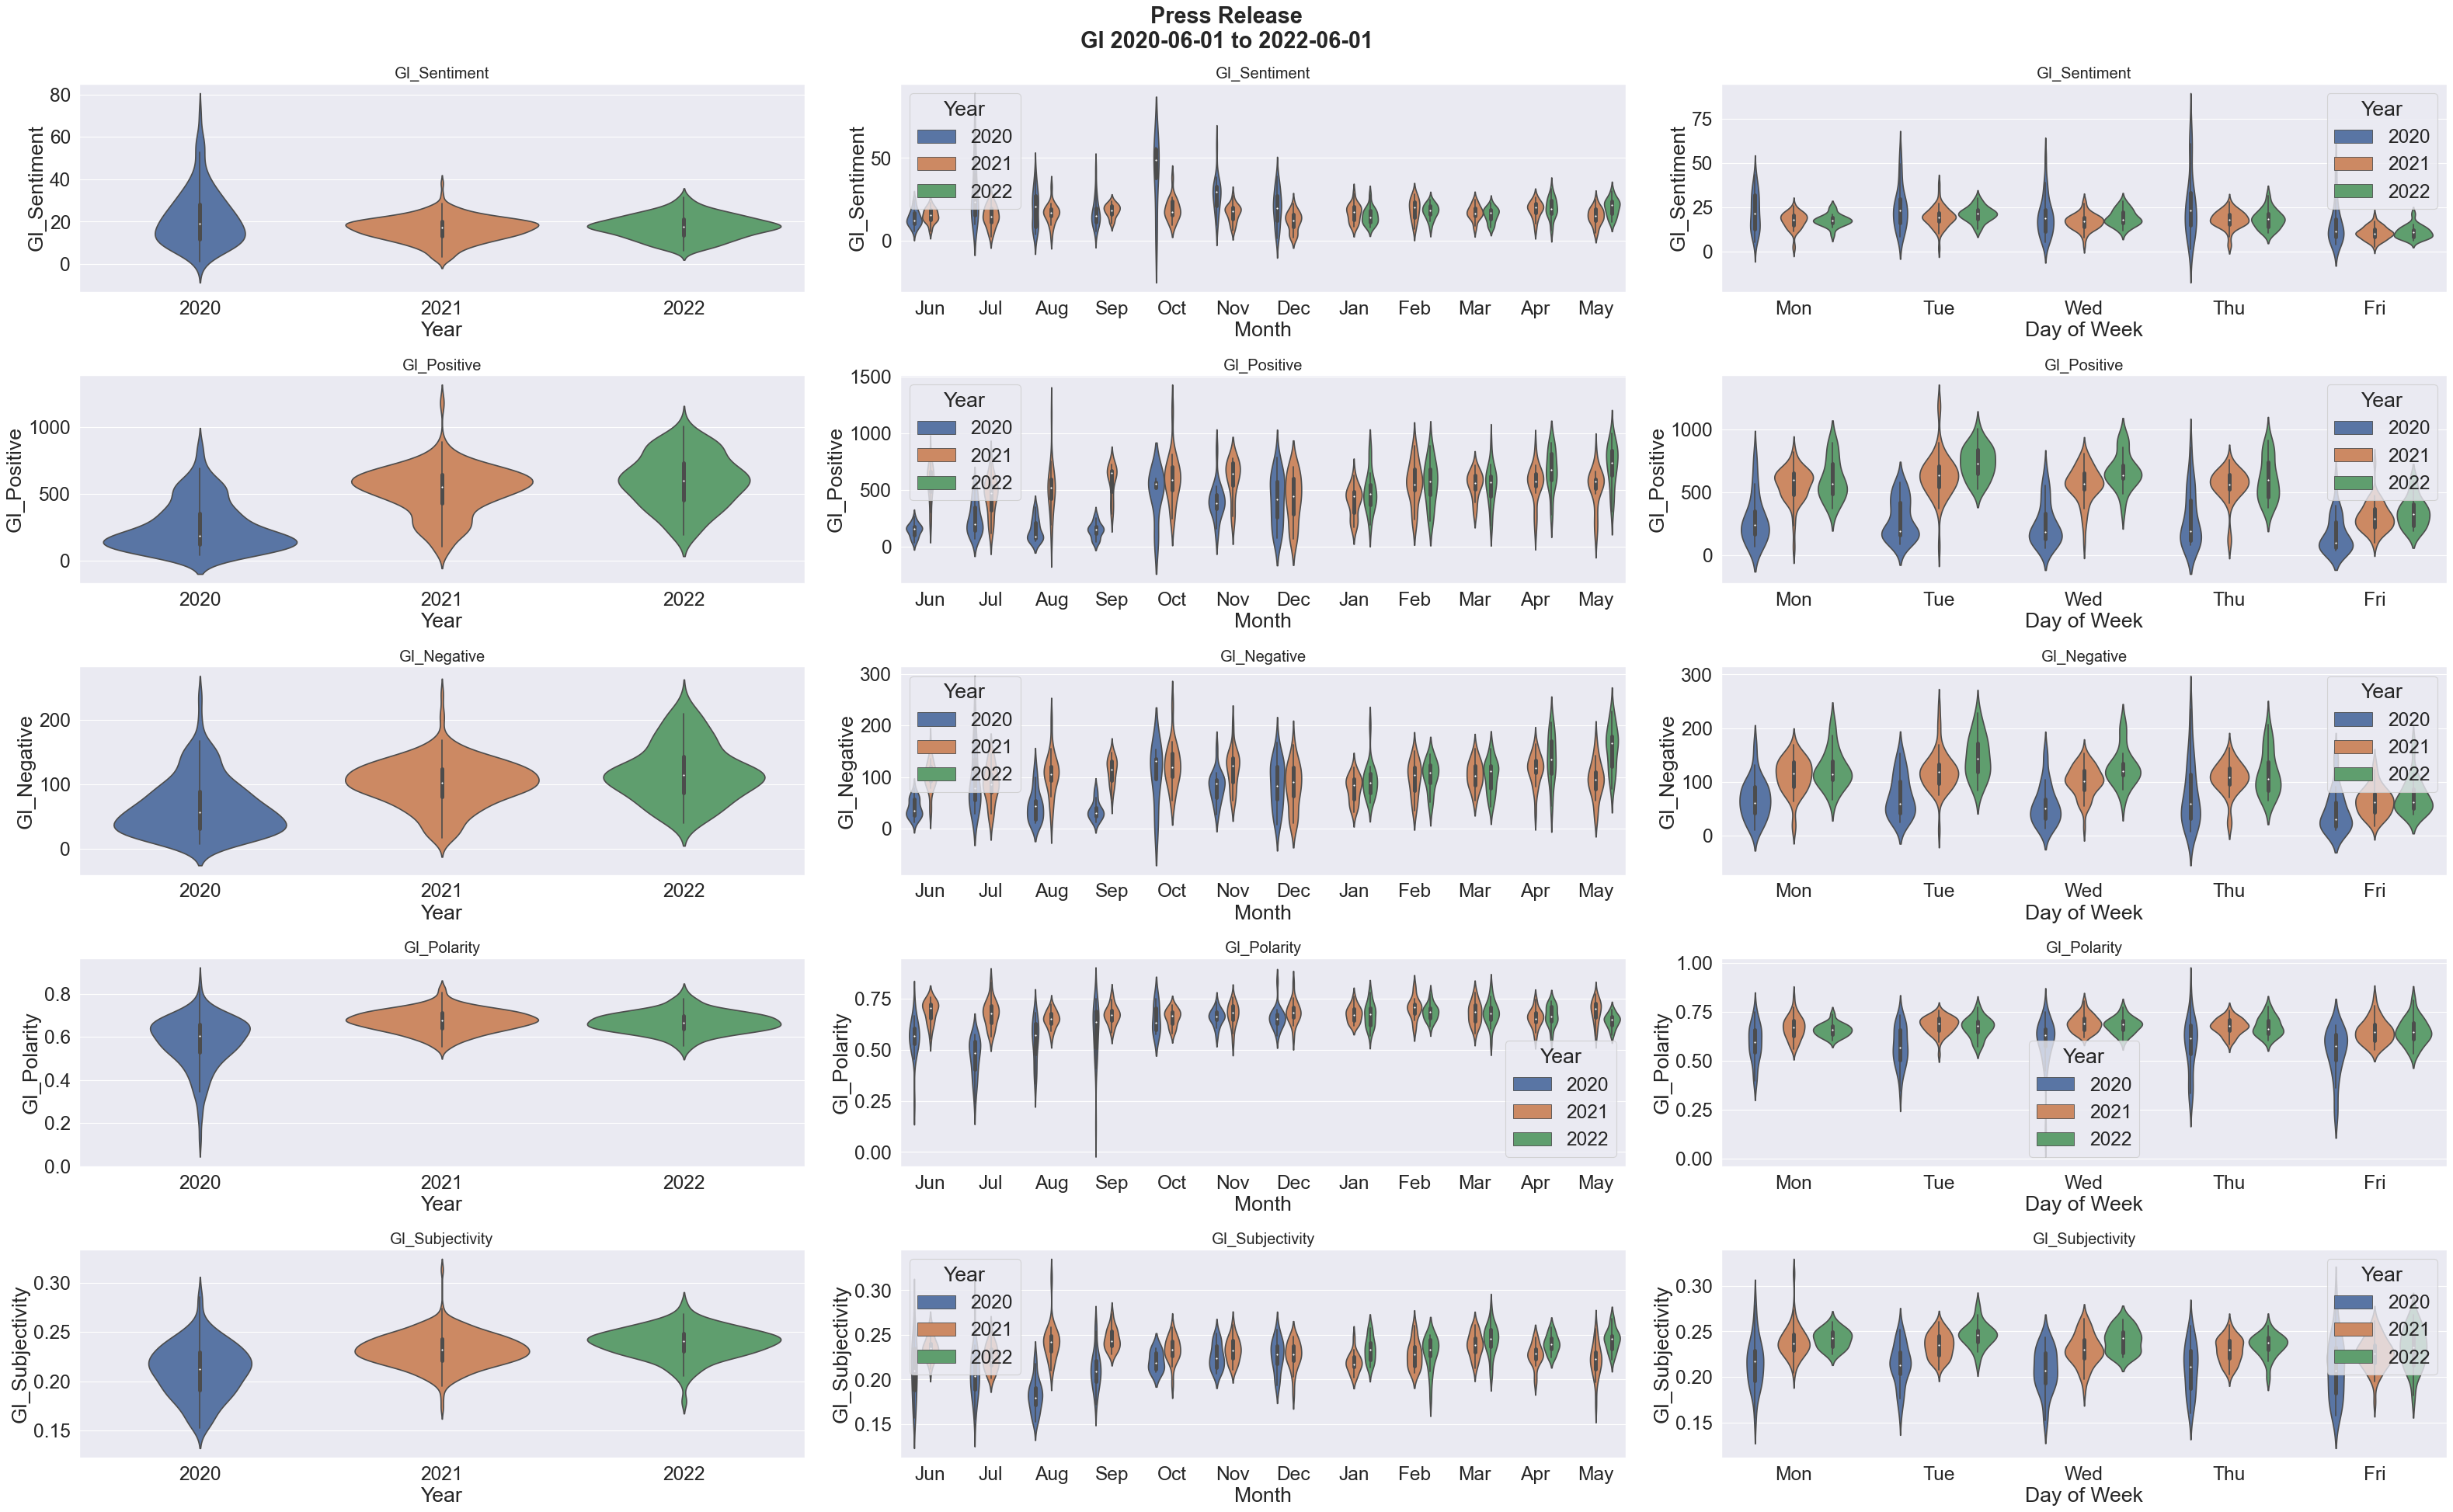 Press Release
GI 2020-06-01 to 2022-06-01
GI_Sentiment
GI_Sentiment
80
60
40
20
0
2020 2021 2022
Year
GI_Sentiment
GI_Sentiment
50
0
Year
2020
2021
2022
Jun Jul Aug Sep Oct Nov Dec Jan Feb Mar Apr May
Month
GI_Sentiment
GI_Sentiment
75
50
25
0
Year
2020
2021
2022
Mon Tue Wed Thu Fri
Day of Week
GI_Positive
GI_Positive
1000
500
0
2020 2021 2022
Year
GI_Positive
GI_Positive
1500
1000
500
0
Year
2020
2021
2022
Jun Jul Aug Sep Oct Nov Dec Jan Feb Mar Apr May
Month
GI_Positive
GI_Positive
1000
500
0
Year
2020
2021
2022
Mon Tue Wed Thu Fri
Day of Week
GI_Negative
GI_Negative
200
100
0
2020 2021 2022
Year
GI_Negative
GI_Negative
300
200
100
0
Year
2020
2021
2022
Jun Jul Aug Sep Oct Nov Dec Jan Feb Mar Apr May
Month
GI_Negative
GI_Negative
300
200
100
0
Year
2020
2021
2022
Mon Tue Wed Thu Fri
Day of Week
GI_Polarity
GI_Polarity
0.8
0.6
0.4
0.2
0.0
2020 2021 2022
Year
GI_Polarity
GI_Polarity
0.75
0.50
0.25
0.00
Year
2020
2021
2022
Jun Jul Aug Sep Oct Nov Dec Jan Feb Mar Apr May
Month
GI_Polarity
GI_Polarity
1.00
0.75
0.50
0.25
0.00
Year
2020
2021
2022
Mon Tue Wed Thu Fri
Day of Week
GI_Subjectivity
GI_Subjectivity
0.30
0.25
0.20
0.15
2020 2021 2022
Year
GI_Subjectivity
GI_Subjectivity
0.30
0.25
0.20
0.15
Year
2020
2021
2022
Jun Jul Aug Sep Oct Nov Dec Jan Feb Mar Apr May
Month
GI_Subjectivity
GI_Subjectivity
0.30
0.25
0.20
0.15
Year
2020
2021
2022
Mon Tue Wed Thu Fri
Day of Week